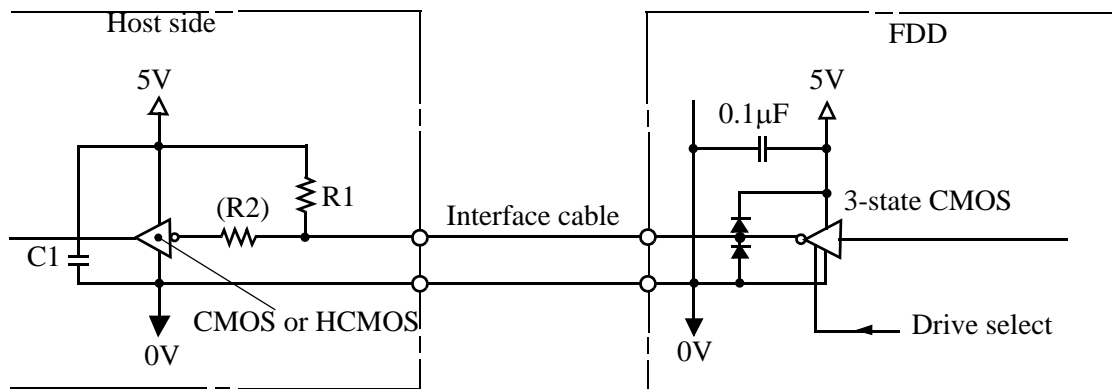 Host side
FDD
5V
5V
0.1µF
R1
(R2)
Interface cable
3-state CMOS
C1
CMOS or HCMOS
Drive select
0V
0V